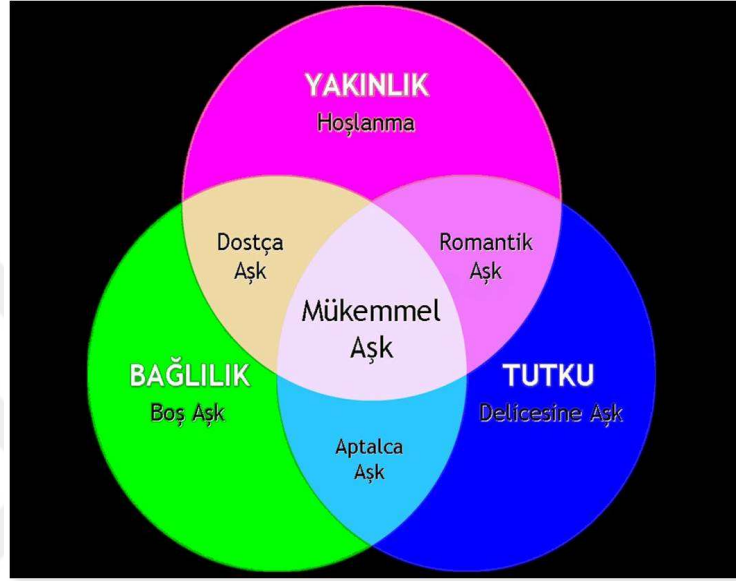 YAKINLIK
Hoşlanma
Dostça
Aşk
Romantik
Aşk
Mükemmel
Aşk
BAĞLILIK
Boş Aşk
TUTKU
Delicesine Aşk
Aptalca
Aşk